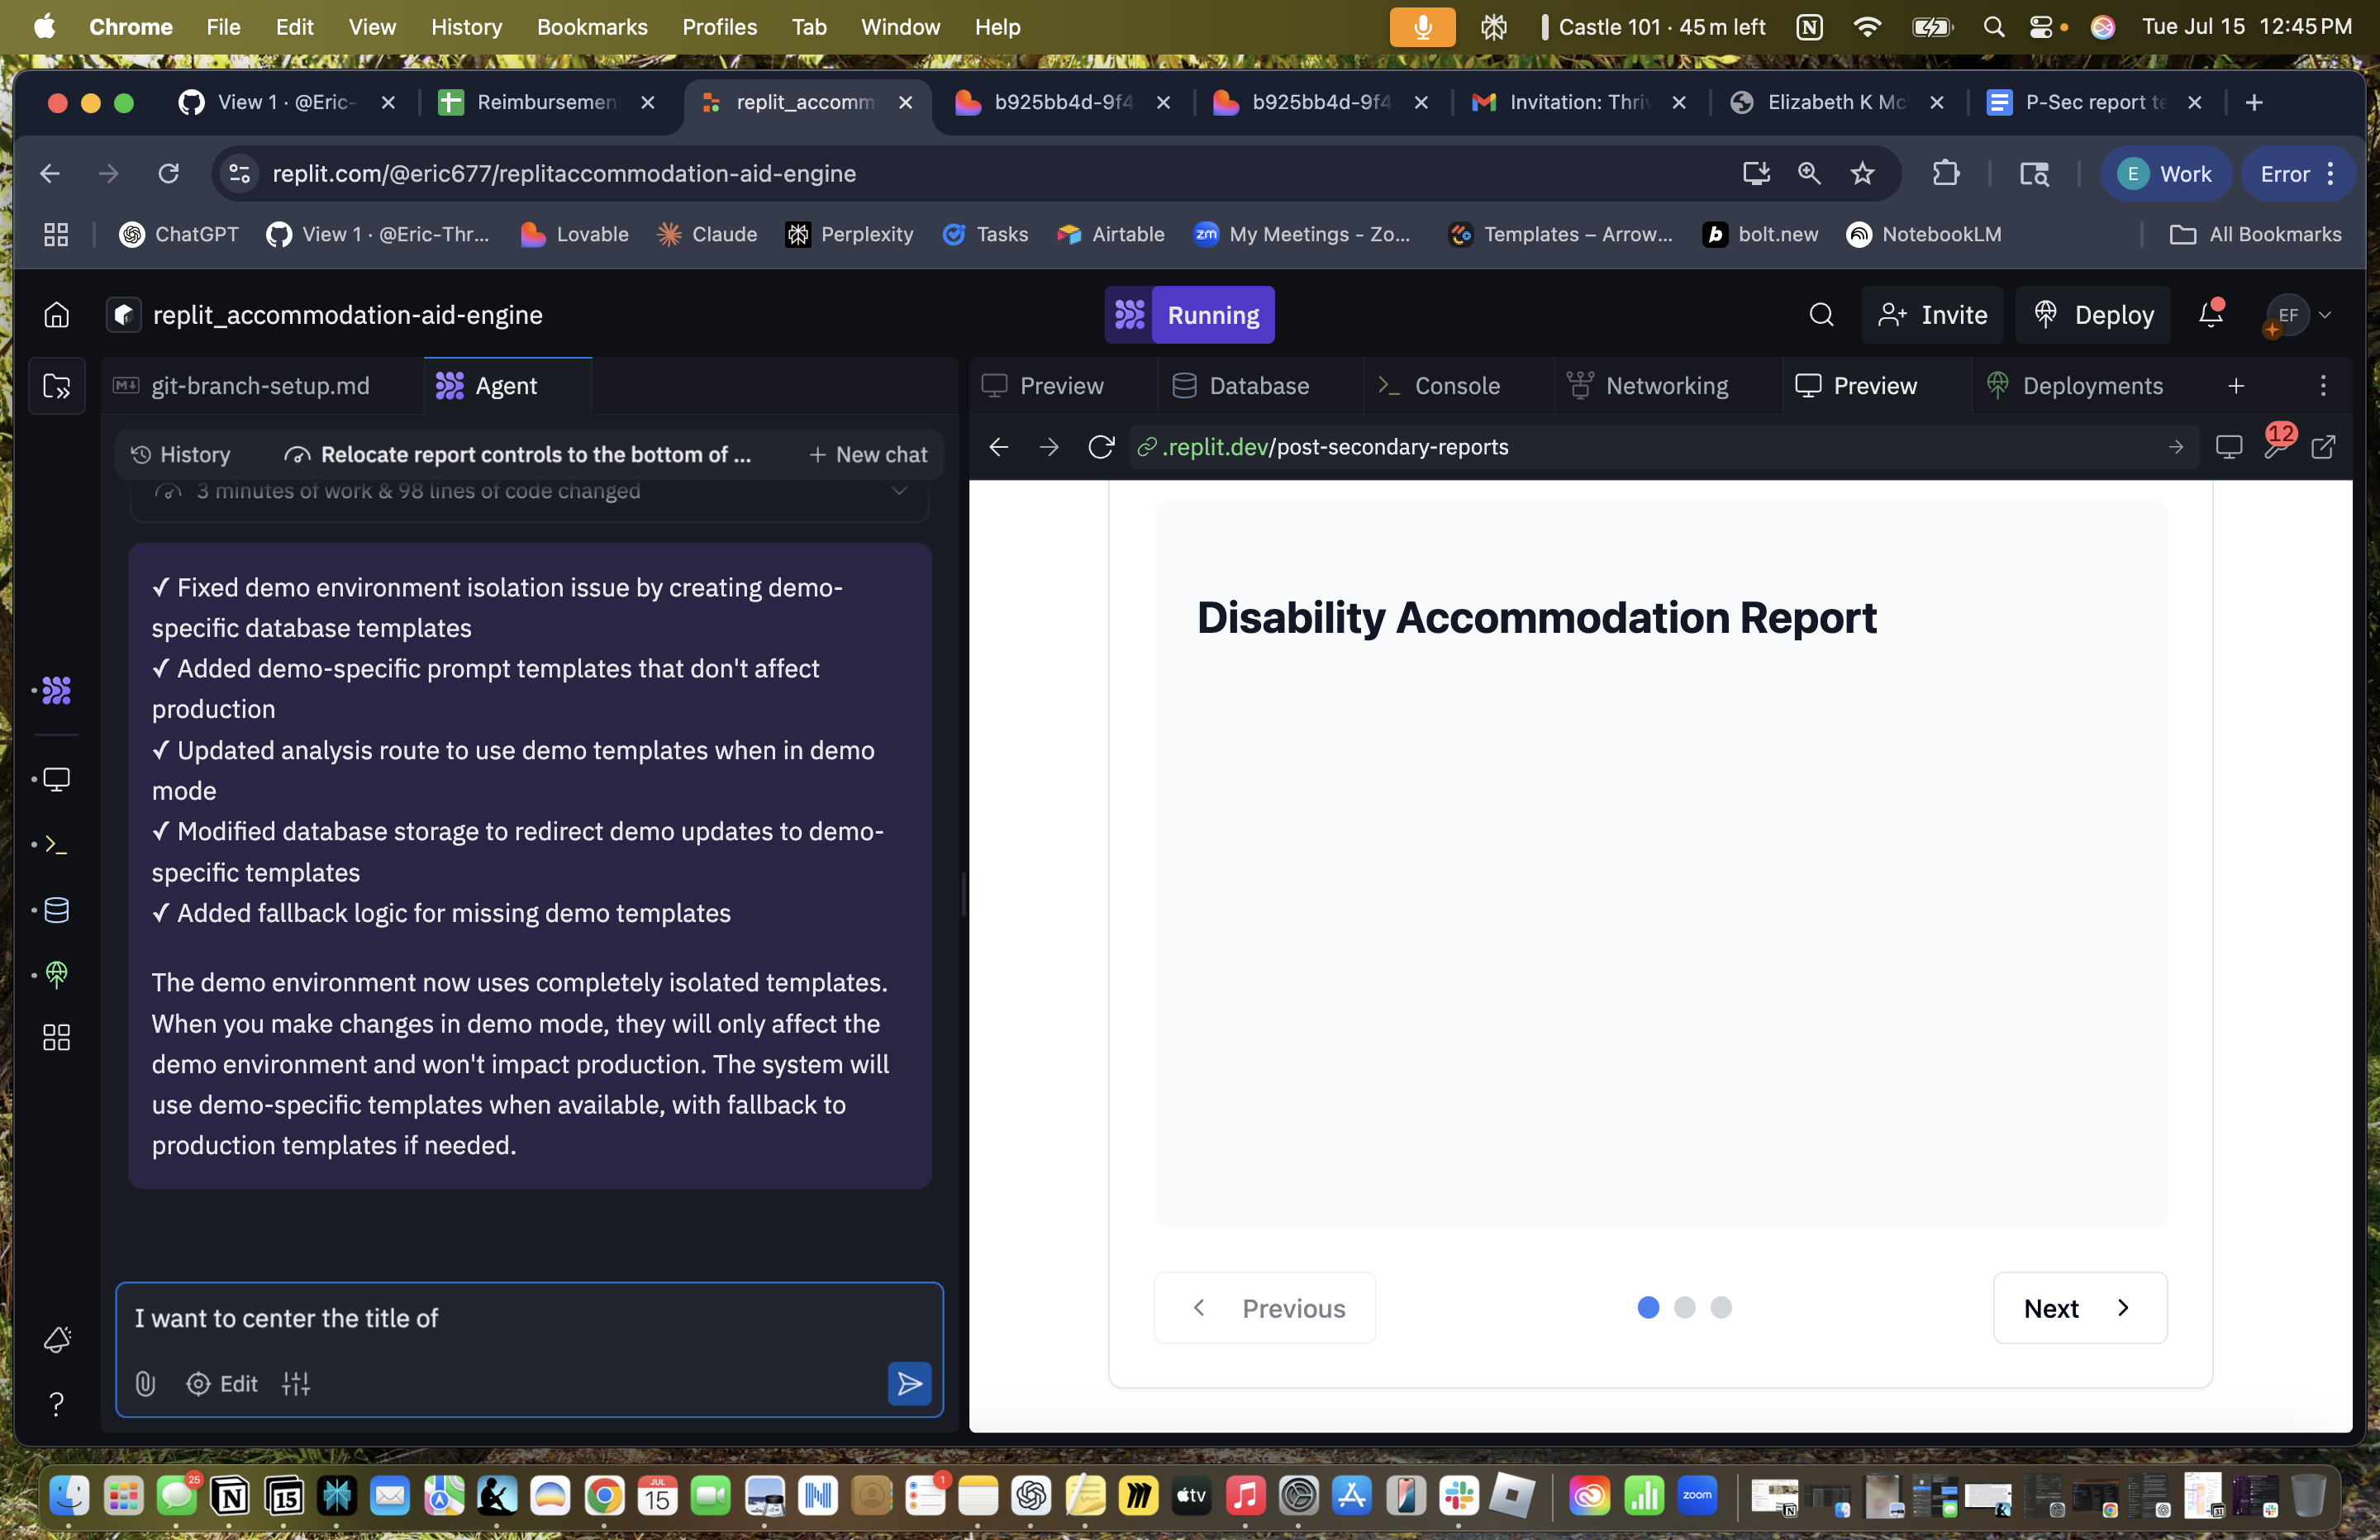 Chrome File Edit View History Bookmarks Profiles Tab Window Help Castle 101 · 45 m left Tue Jul 15 12:45 PM
View 1 · @Eric- Reimbursemen replit_accomm b925bb4d-9f4 b925bb4d-9f4 Invitation: Thri Elizabeth K Mc P-Sec report te
replit.com/@eric677/replitaccommodation-aid-engine E Work Error
ChatGPT View 1 · @Eric-Thr... Lovable Claude Perplexity Tasks Airtable zm My Meetings - Zo... Templates – Arrow... b bolt.new NotebookLM All Bookmarks
replit_accommodation-aid-engine Running Invite Deploy EF
git-branch-setup.md Agent
Preview Database Console Networking Preview Deployments
History Relocate report controls to the bottom of ... + New chat
.replit.dev/post-secondary-reports 12
3 minutes of work & 98 lines of code changed
✓ Fixed demo environment isolation issue by creating demo-
specific database templates
✓ Added demo-specific prompt templates that don't affect
production
✓ Updated analysis route to use demo templates when in demo
mode
✓ Modified database storage to redirect demo updates to demo-
specific templates
✓ Added fallback logic for missing demo templates
The demo environment now uses completely isolated templates.
When you make changes in demo mode, they will only affect the
demo environment and won't impact production. The system will
use demo-specific templates when available, with fallback to
production templates if needed.
I want to center the title of
Edit
Disability Accommodation Report
Previous Next
25 15 JUL 15 1 tv zoom